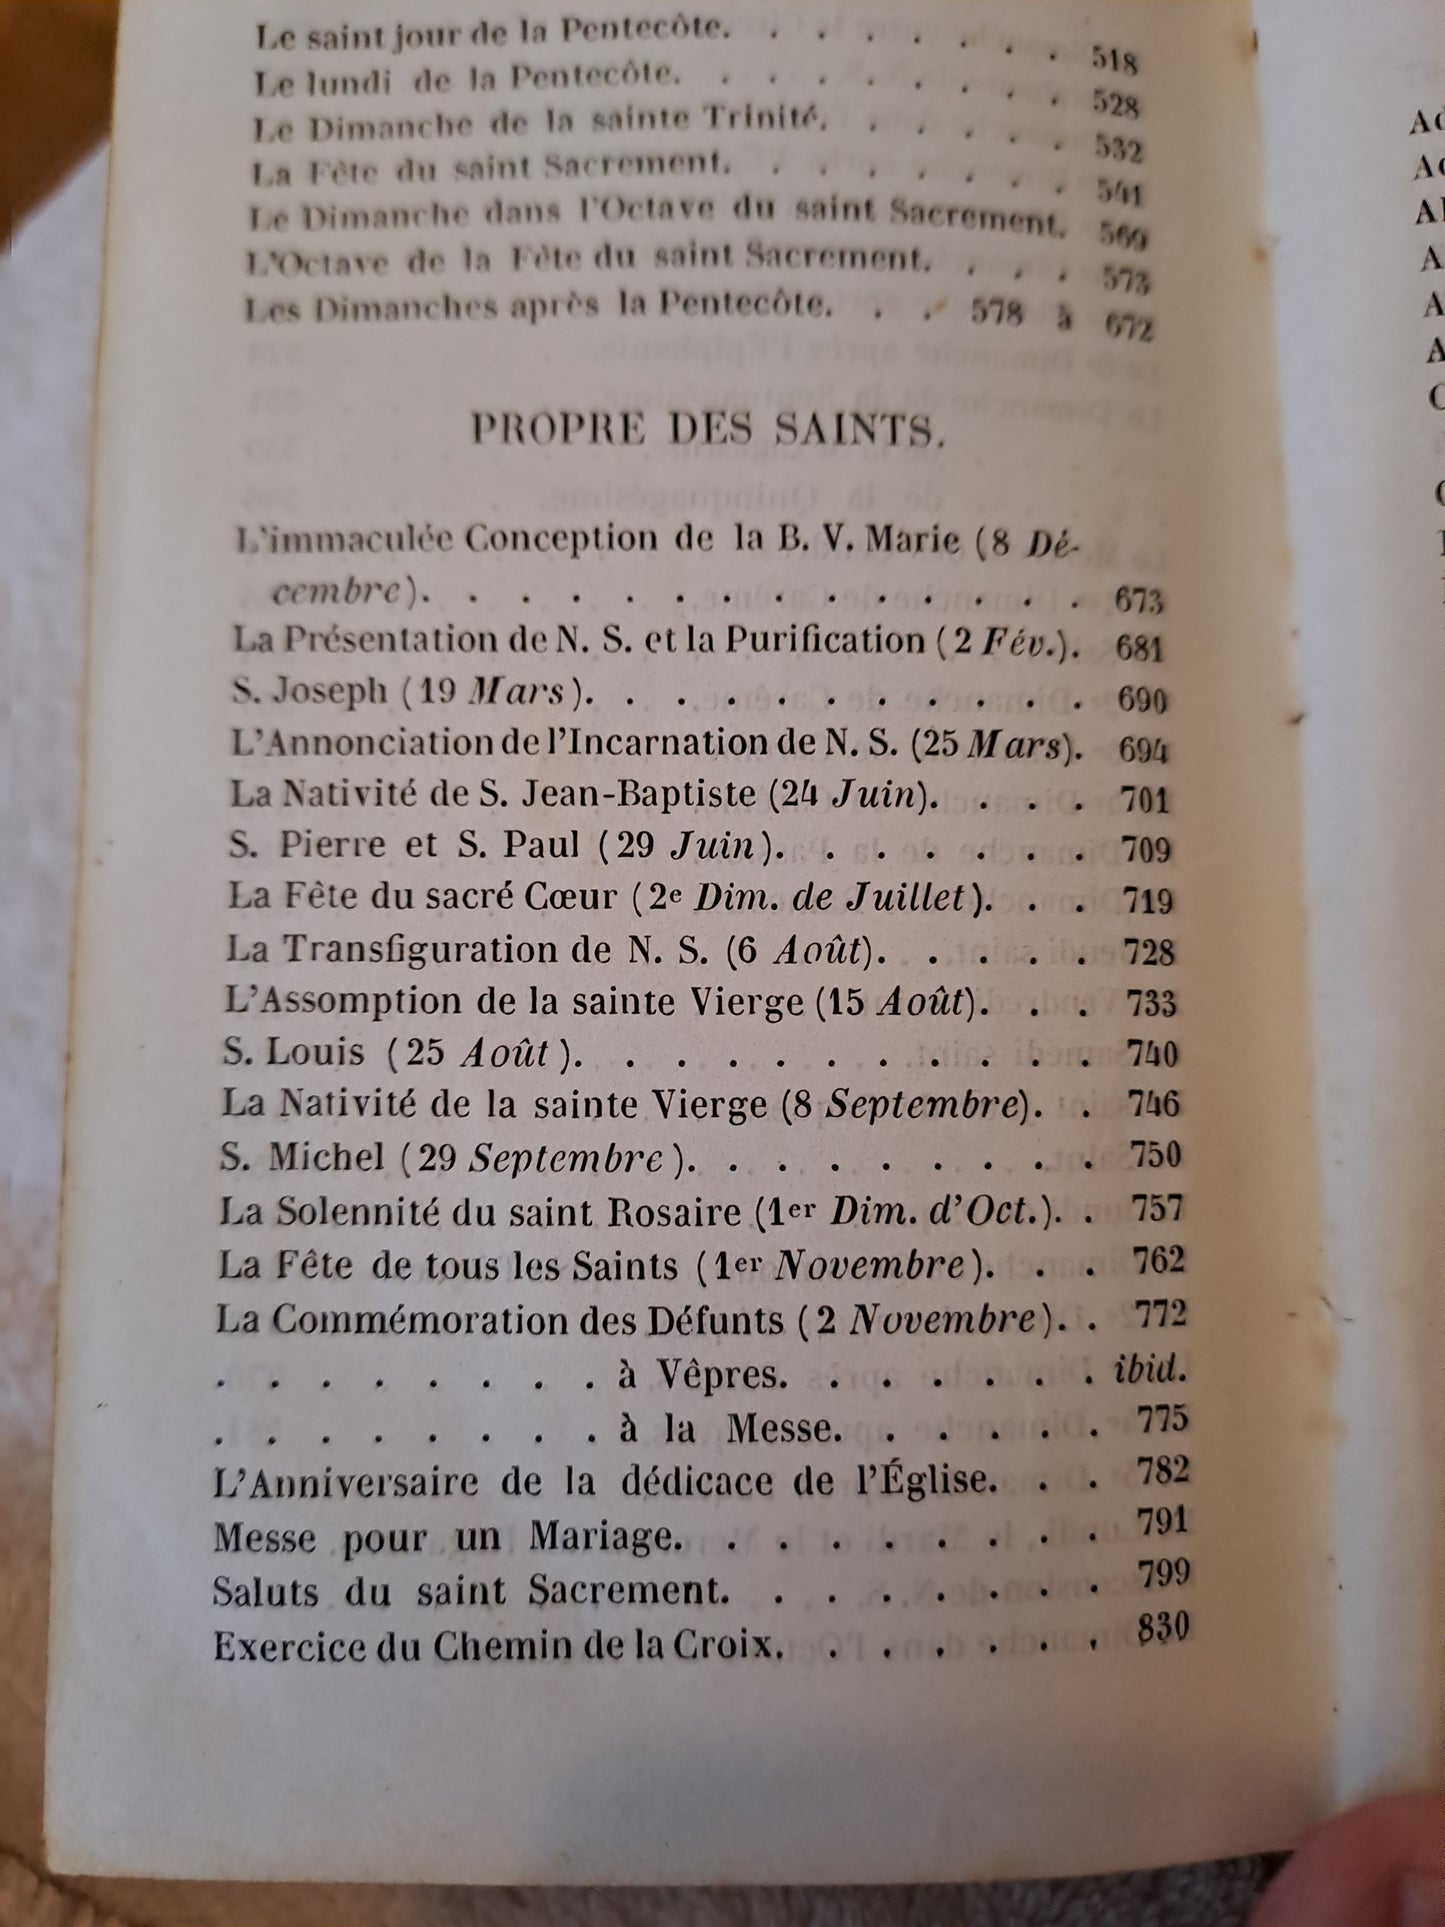 Le saint jour de la Pentecôte. . . . . . . . 518
Le lundi de la Pentecôte. . . . . . . . . 528
Le Dimanche de la sainte Trinité. . . . . . 532
La Fête du saint Sacrement. . . . . . . . 541
Le Dimanche dans l'Octave du saint Sacrement. 569
L'Octave de la Fête du saint Sacrement. . . . 573
Les Dimanches après la Pentecôte. . . 578 à 672
PROPRE DES SAINTS.
L'immaculée Conception de la B. V. Marie (8 Dé-
cembre). . . . . . . . . . . . . . 673
La Présentation de N. S. et la Purification (2 Fév.). 681
S. Joseph (19 Mars). . . . . . . . . . . 690
L'Annonciation de l'Incarnation de N. S. (25 Mars). 694
La Nativité de S. Jean-Baptiste (24 Juin). . . . 701
S. Pierre et S. Paul (29 Juin). . . . . . . 709
La Fête du sacré Cœur (2e Dim. de Juillet). . . 719
La Transfiguration de N. S. (6 Août). . . . . 728
L'Assomption de la sainte Vierge (15 Août). . . 733
S. Louis (25 Août). . . . . . . . . . . 740
La Nativité de la sainte Vierge (8 Septembre). . 746
S. Michel (29 Septembre). . . . . . . . . 750
La Solennité du saint Rosaire (1er Dim. d'Oct.). . 757
La Fête de tous les Saints (1er Novembre). . . 762
La Commémoration des Défunts (2 Novembre). . 772
. . . . . . . . à Vêpres. . . . . . . ibid.
. . . . . . . . à la Messe. . . . . . 775
L'Anniversaire de la dédicace de l'Église. . . 782
Messe pour un Mariage. . . . . . . . . 791
Saluts du saint Sacrement. . . . . . . . 799
Exercice du Chemin de la Croix. . . . . . . 830